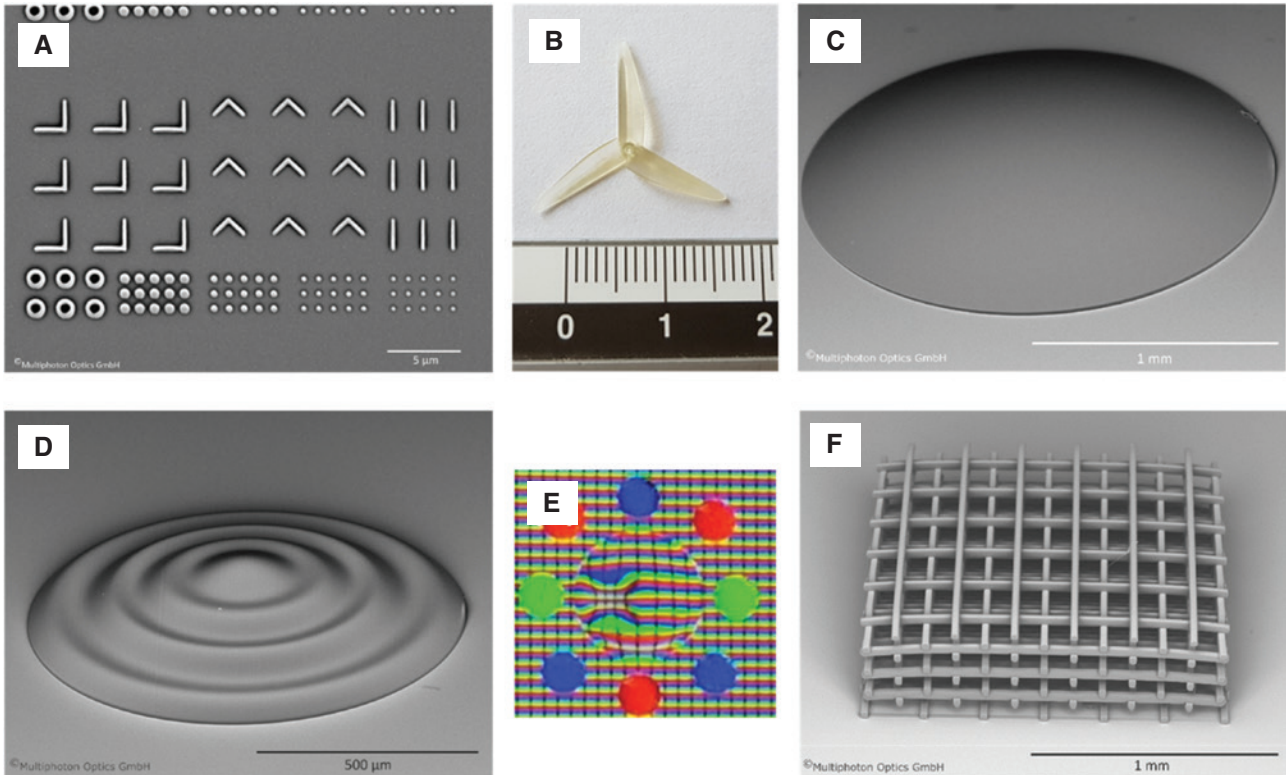 A
5 µm
©Multiphoton Optics GmbH
B
0 1 2
C
©Multiphoton Optics GmbH
1 mm
D
©Multiphoton Optics GmbH
500 µm
E
F
©Multiphoton Optics GmbH
1 mm